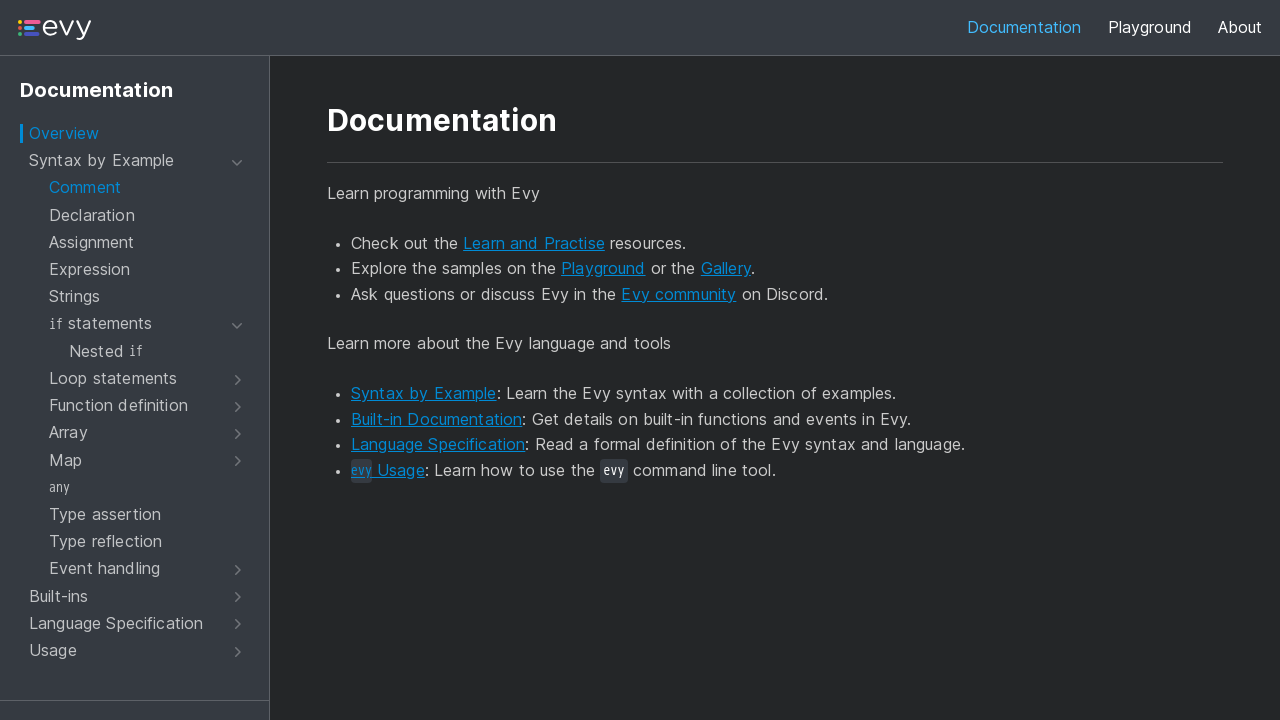 evy
Documentation
Playground
About
Documentation
Overview
Syntax by Example
Comment
Declaration
Assignment
Expression
Strings
if statements
Nested if
Loop statements
Function definition
Array
Map
any
Type assertion
Type reflection
Event handling
Built-ins
Language Specification
Usage
Documentation
Learn programming with Evy
• Check out the Learn and Practise resources.
• Explore the samples on the Playground or the Gallery.
• Ask questions or discuss Evy in the Evy community on Discord.
Learn more about the Evy language and tools
• Syntax by Example: Learn the Evy syntax with a collection of examples.
• Built-in Documentation: Get details on built-in functions and events in Evy.
• Language Specification: Read a formal definition of the Evy syntax and language.
• evy Usage: Learn how to use the evy command line tool.